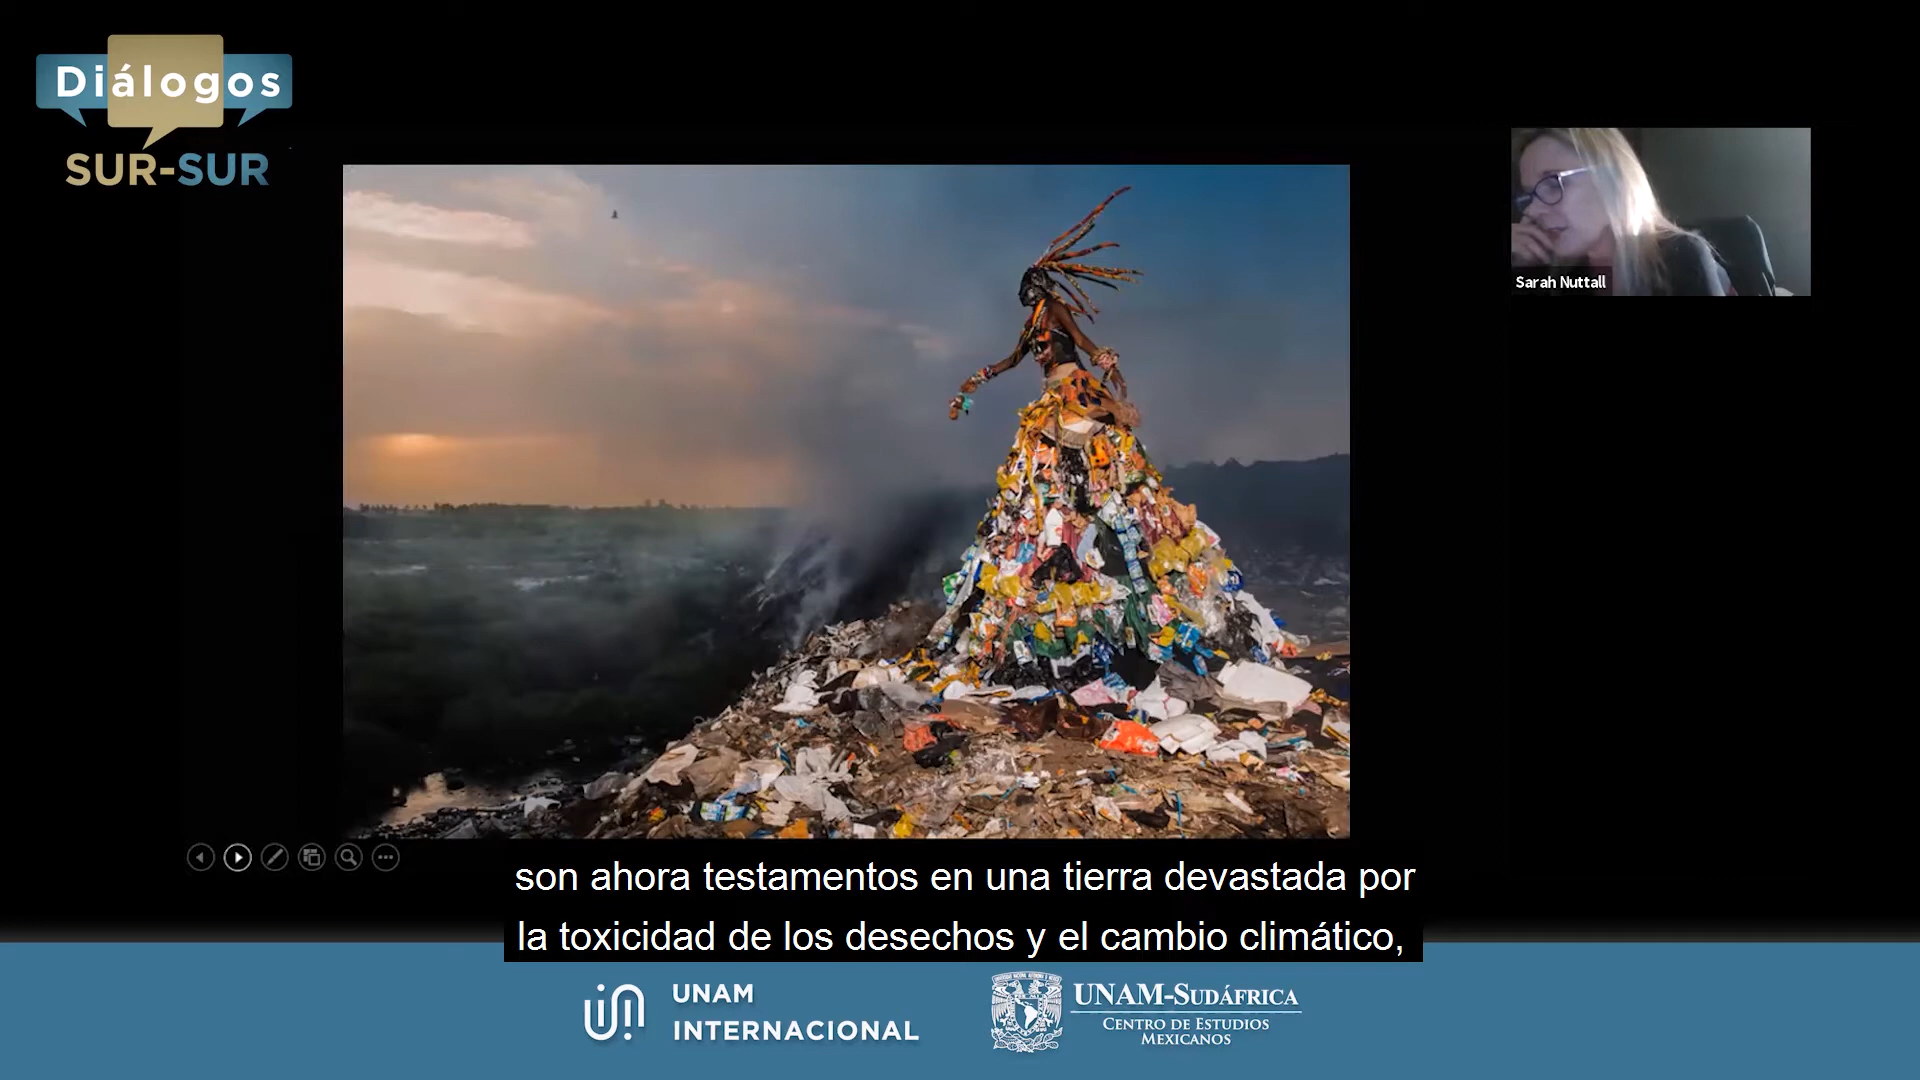 Diálogos
SUR-SUR
Sarah Nuttall
son ahora testamentos en una tierra devastada por
la toxicidad de los desechos y el cambio climático,
UNAM
INTERNACIONAL
UNAM-SUDÁFRICA
CENTRO DE ESTUDIOS
MEXICANOS